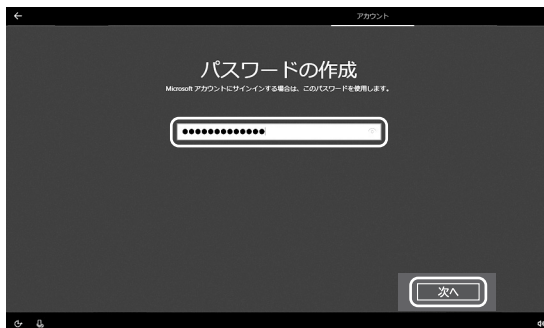 アカウント
パスワードの作成
Microsoft アカウントにサインインする場合は、このパスワードを使用します。
●●●●●●●●●●●●●
次へ